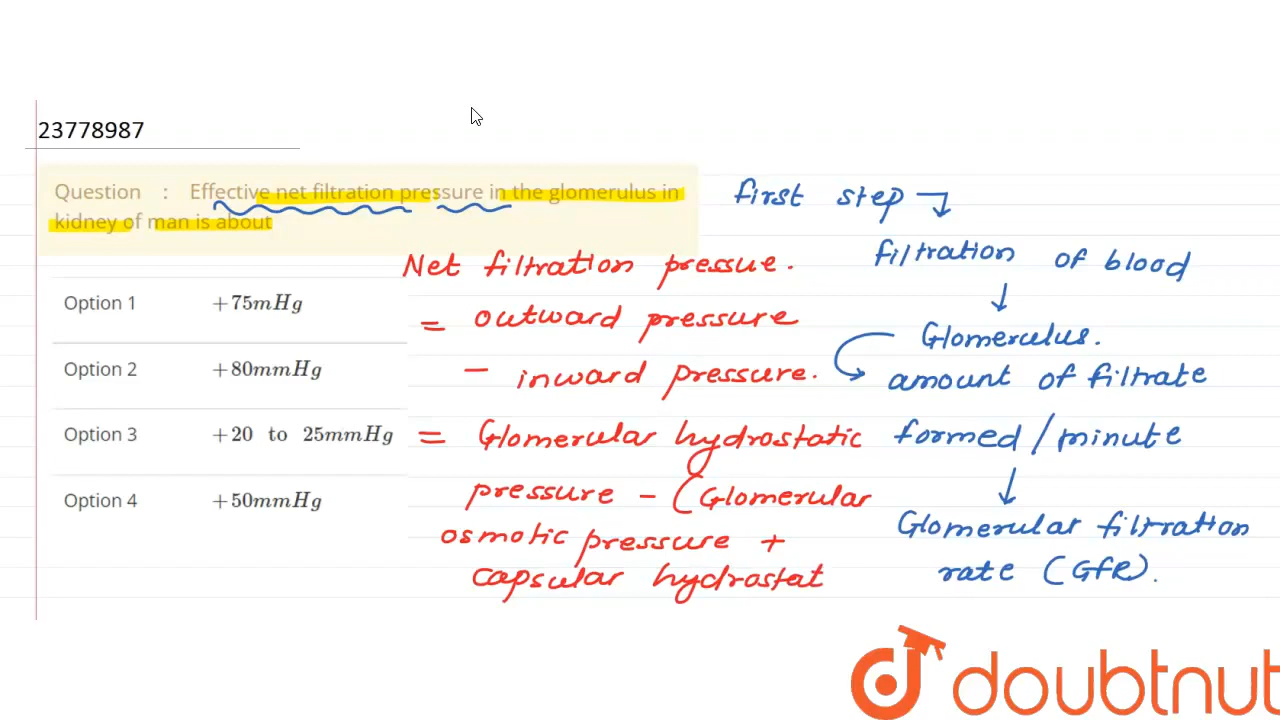 23778987
Question : Effective net filtration pressure in the glomerulus in
kidney of man is about
Option 1 +75mHg
Option 2 +80mmHg
Option 3 +20 to 25mmHg
Option 4 +50mmHg
Net filtration pressue.
= outward pressure
- inward pressure.
= Glomerular hydrostatic
pressure - (Glomerular
osmotic pressure +
capsular hydrostat
first step
filtration of blood
Glomerulus.
amount of filtrate
formed/minute
Glomerular filtration
rate (GfR).
doubtnut